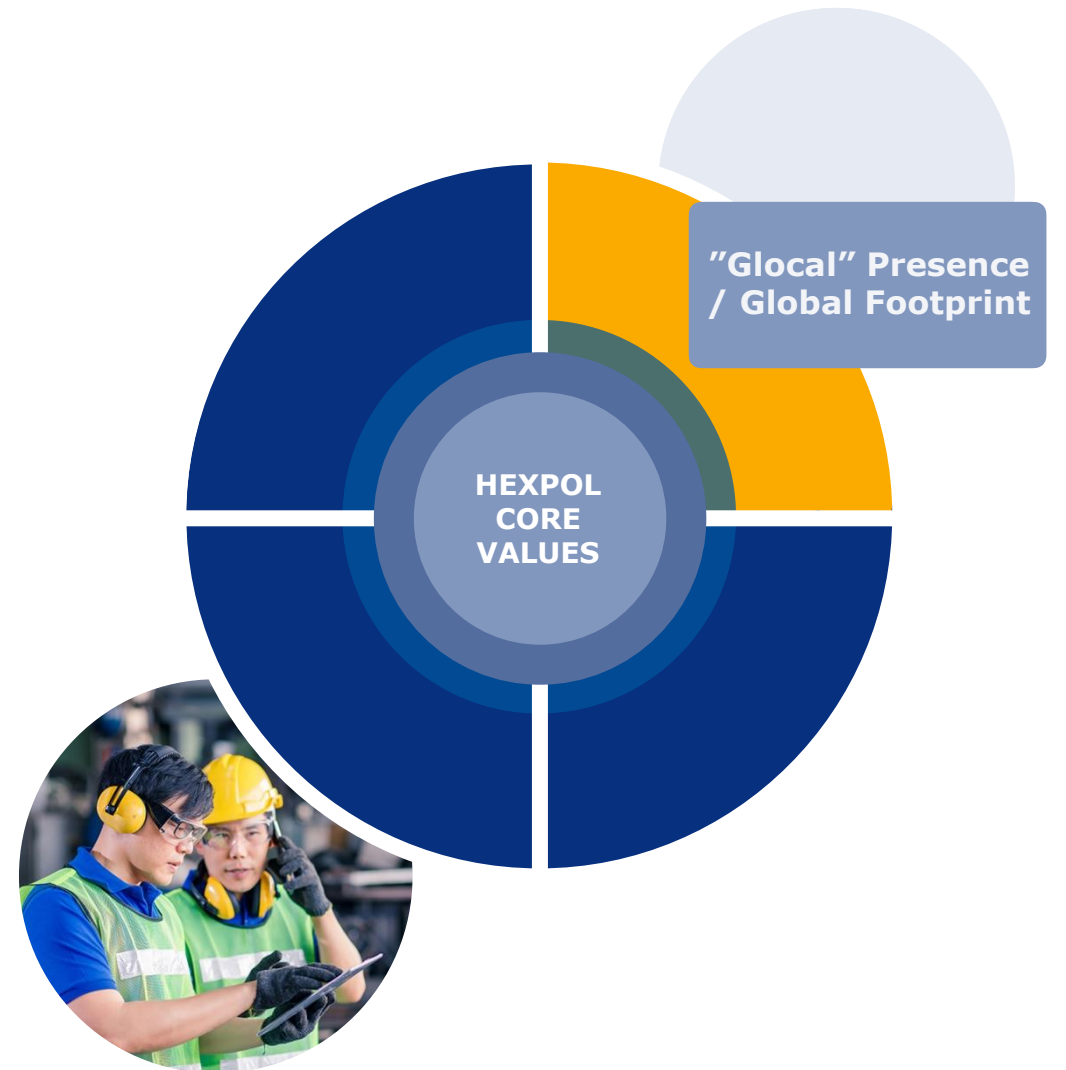 ”Glocal” Presence
/ Global Footprint
HEXPOL
CORE
VALUES